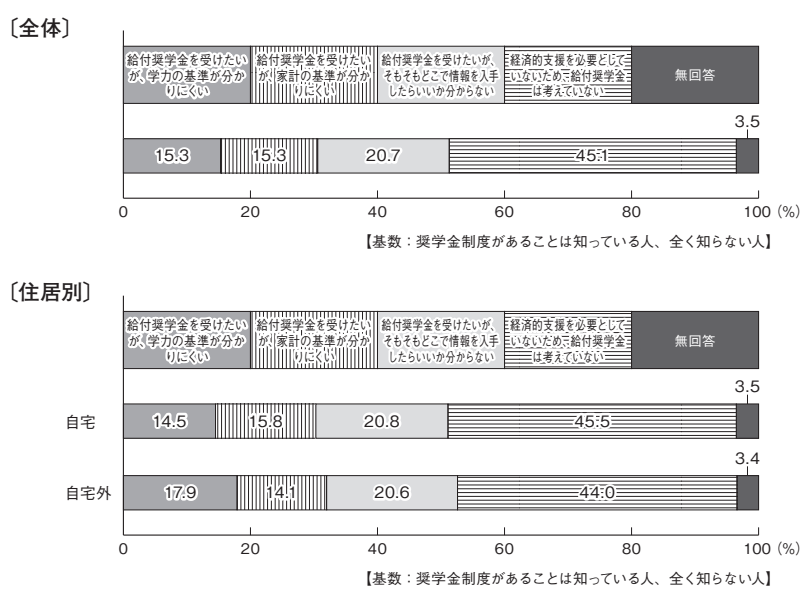 〔全体〕
給付奨学金を受けたい
が、学力の基準が分か
りにくい
給付奨学金を受けたい
が、家計の基準が分か
りにくい
給付奨学金を受けたいが、
そもそもどこで情報を入手
したらいいか分からない
経済的支援を必要として
いないため、給付奨学金
は考えていない
無回答
3.5
15.3
15.3
20.7
45.1
0
20
40
60
80
100 (%)
【基数：奨学金制度があることは知っている人、全く知らない人】
〔住居別〕
給付奨学金を受けたい
が、学力の基準が分か
りにくい
給付奨学金を受けたい
が、家計の基準が分か
りにくい
給付奨学金を受けたいが、
そもそもどこで情報を入手
したらいいか分からない
経済的支援を必要として
いないため、給付奨学金
は考えていない
無回答
3.5
自宅
14.5
15.8
20.8
45.5
3.4
自宅外
17.9
14.1
20.6
44.0
0
20
40
60
80
100 (%)
【基数：奨学金制度があることは知っている人、全く知らない人】